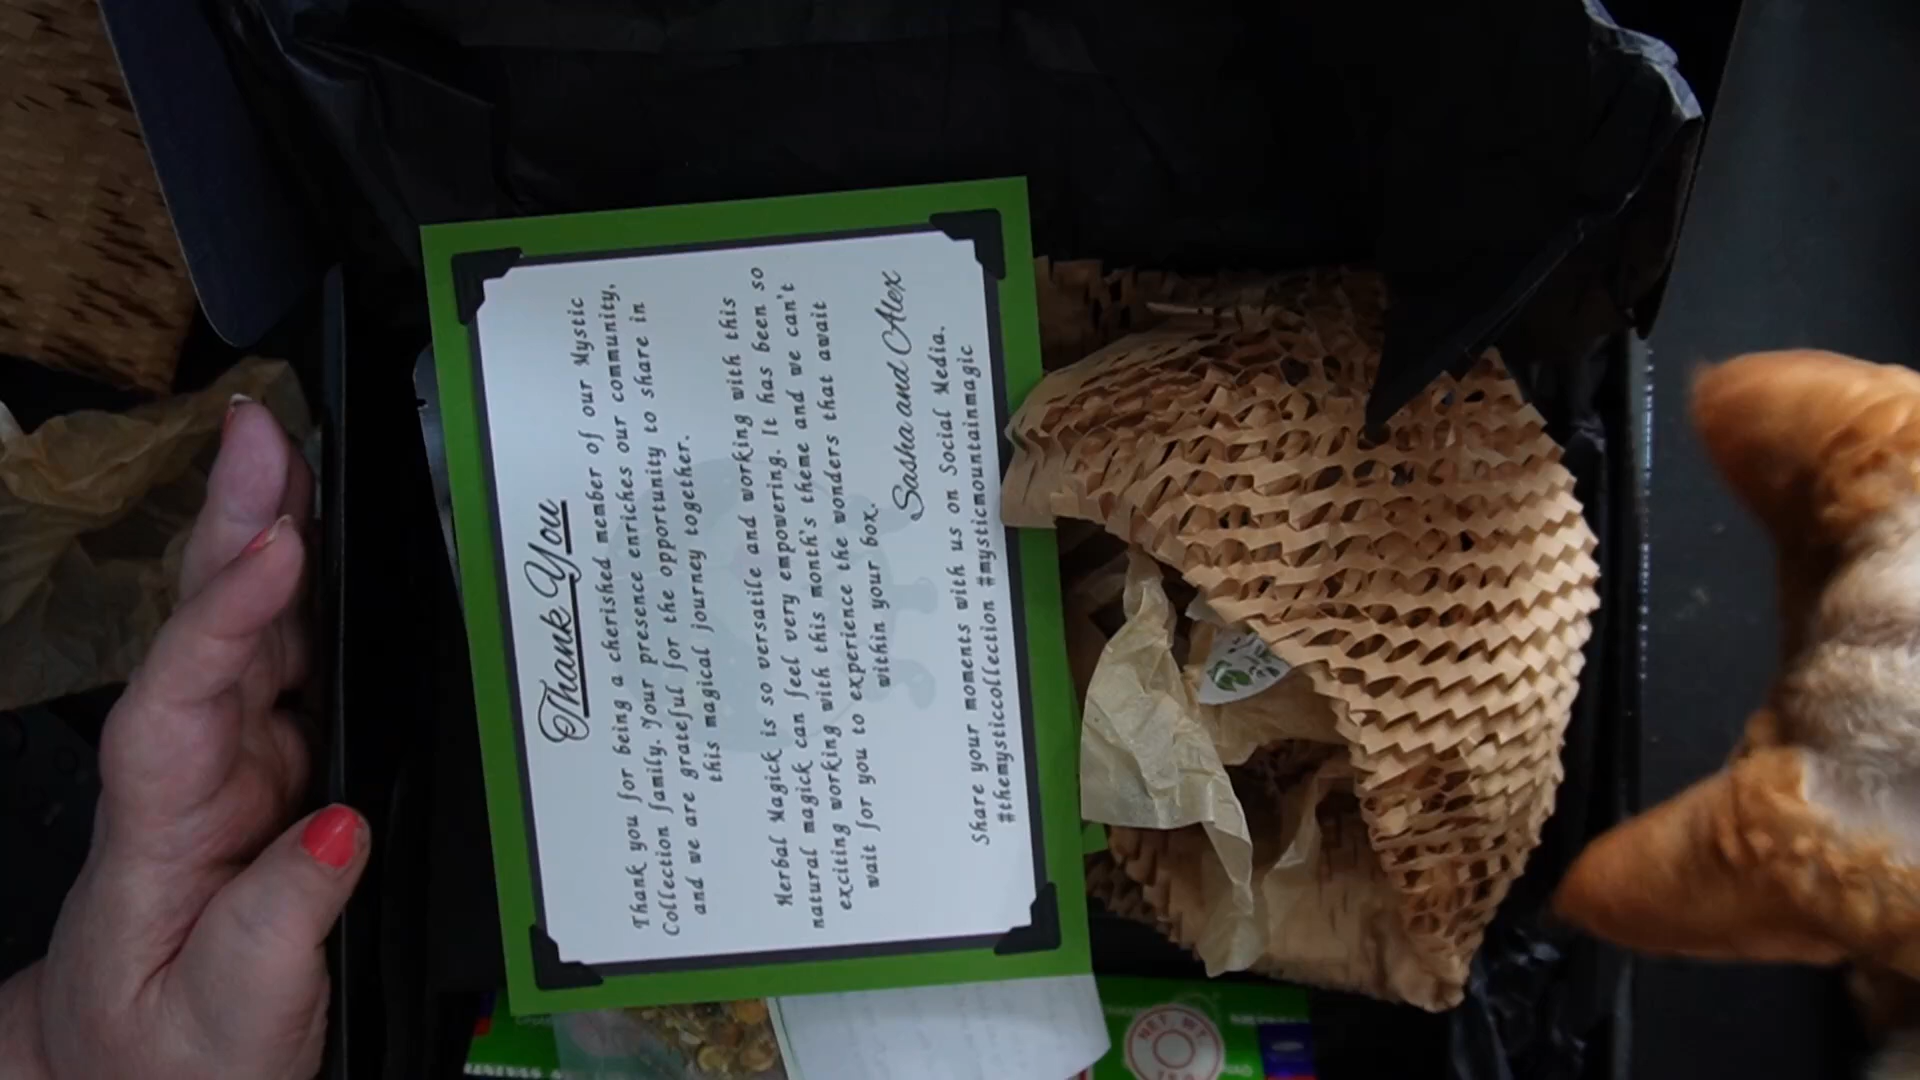 Thank You
Thank you for being a cherished member of our Mystic
Collection family. Your presence enriches our community,
and we are grateful for the opportunity to share in
this magical journey together.
Herbal Magick is so versatile and working with this
natural magick can feel very empowering. It has been so
exciting working with this month's theme and we can't
wait for you to experience the wonders that await
within your box.
Sasha and Alex
Share your moments with us on Social Media.
#themysticcollection #mysticmountainmagic
NET WT